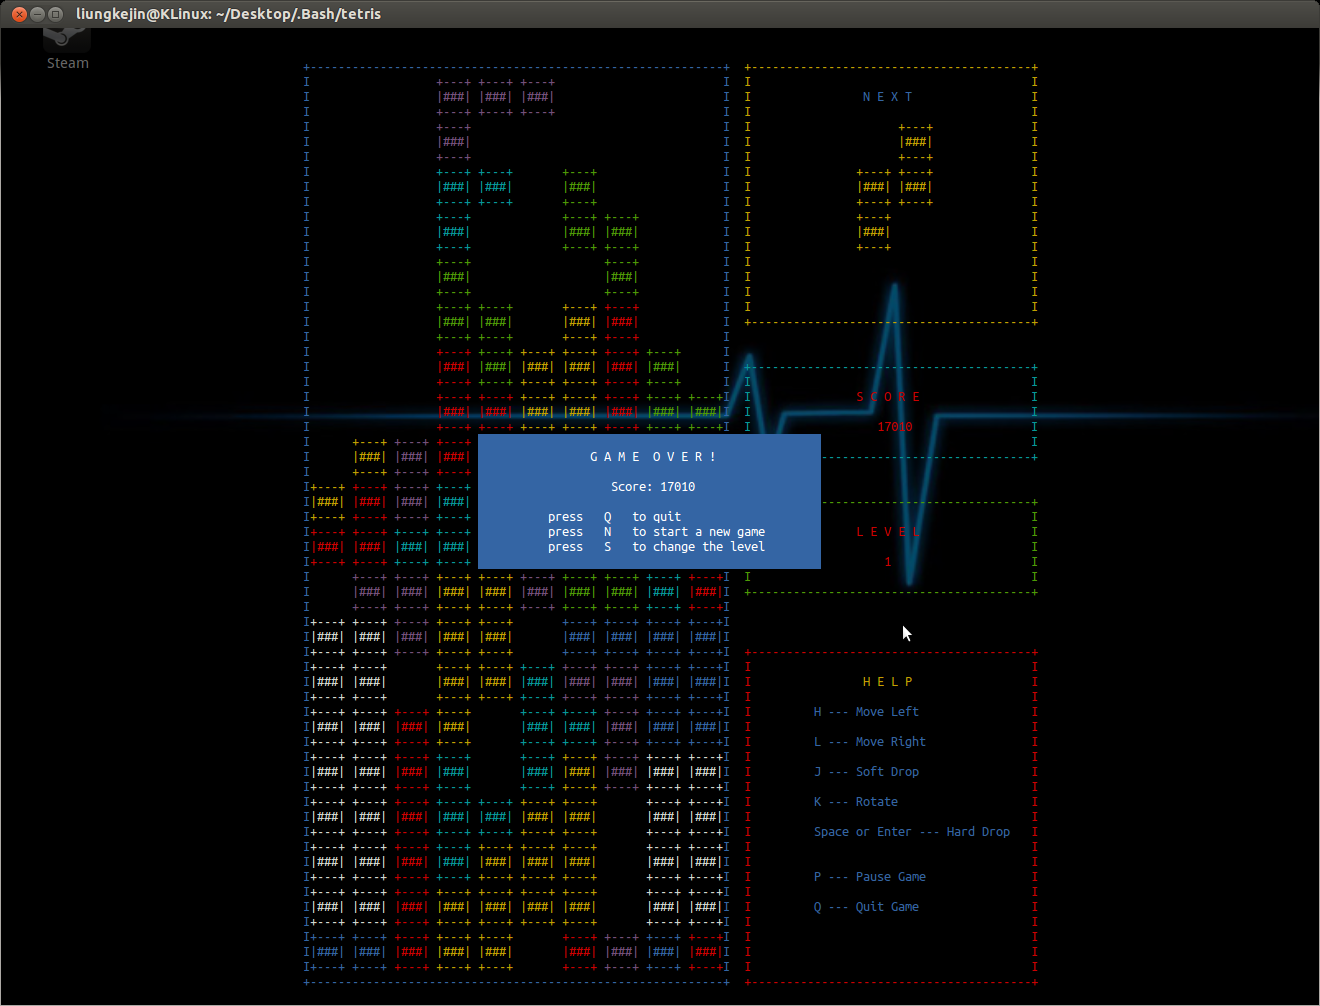 liungkejin@KLinux: ~/Desktop/.Bash/tetris
Steam
N E X T
S C O R E
17010
G A M E  O V E R !
Score: 17010
press   Q   to quit
press   N   to start a new game
press   S   to change the level
L E V E L
1
H E L P
H --- Move Left
L --- Move Right
J --- Soft Drop
K --- Rotate
Space or Enter --- Hard Drop
P --- Pause Game
Q --- Quit Game